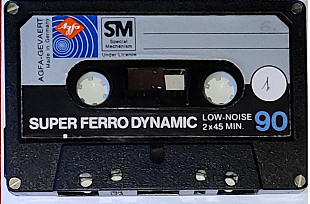 AGFA-GEVAERT
Made in Germany
Agfa
SM
Special
Mechanism
Under Licence
1
SUPER FERRO DYNAMIC
LOW-NOISE
2x45 MIN.
90